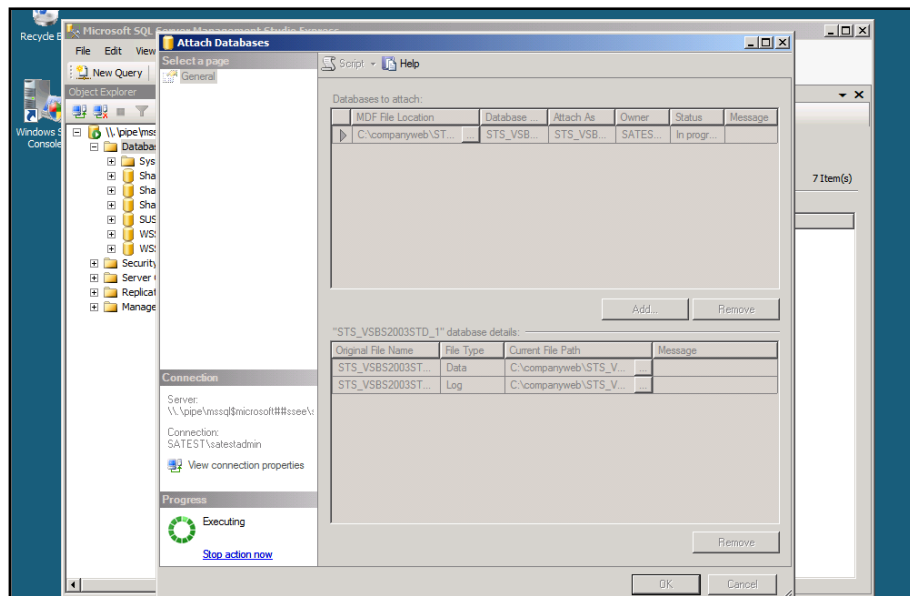 Recycle B
Windows S
Console
Microsoft SQL Server Management Studio Express
File Edit View
New Query
Object Explorer
\\.\pipe\mss
Databa
Sys
Sha
Sha
Sha
SUS
WSS
WSS
Security
Server
Replicat
Manage
7 Item(s)
Attach Databases
Select a page
General
Script Help
Databases to attach:
MDF File Location Database ... Attach As Owner Status Message
C:\companyweb\ST... ... STS_VSB... STS_VSB... SATES... In progr...
Add... Remove
"STS_VSBS2003STD_1" database details:
Original File Name File Type Current File Path Message
STS_VSBS2003ST... Data C:\companyweb\STS_V... ...
STS_VSBS2003ST... Log C:\companyweb\STS_V... ...
Remove
Connection
Server:
\\.\pipe\mssql$microsoft##ssee\s
Connection:
SATEST\satestadmin
View connection properties
Progress
Executing
Stop action now
OK Cancel